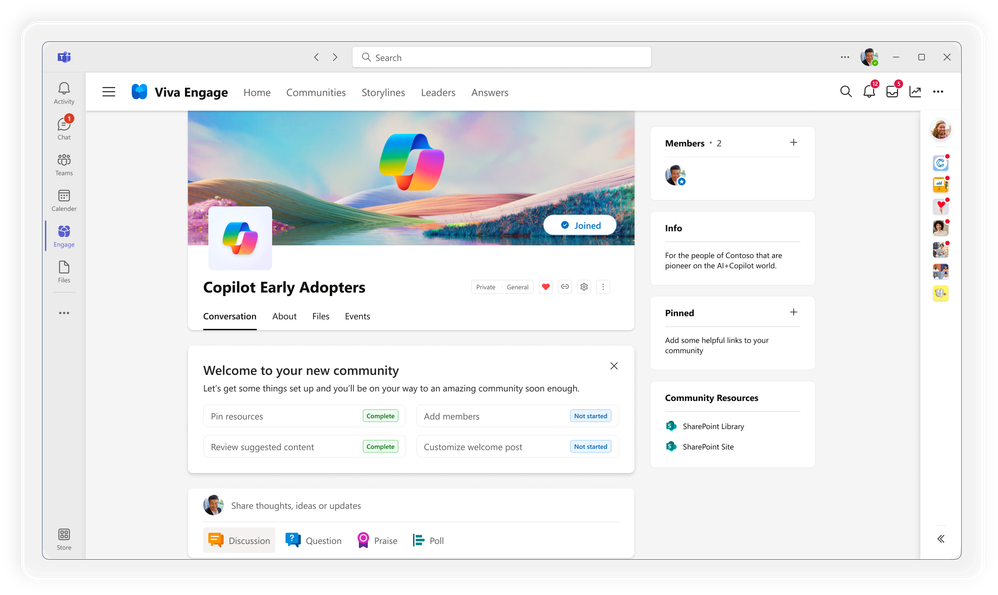 Search
Activity
1
Chat
Teams
Calender
Engage
Files
Store
Viva Engage
Home
Communities
Storylines
Leaders
Answers
12
5
Joined
Copilot Early Adopters
Private · General
Conversation
About
Files
Events
Welcome to your new community
Let's get some things set up and you'll be on your way to an amazing community soon enough.
Pin resources
Complete
Add members
Not started
Review suggested content
Complete
Customize welcome post
Not started
Share thoughts, ideas or updates
Discussion
Question
Praise
Poll
Members · 2
Info
For the people of Contoso that are
pioneer on the AI+Copilot world.
Pinned
Add some helpful links to your
community
Community Resources
SharePoint Library
SharePoint Site